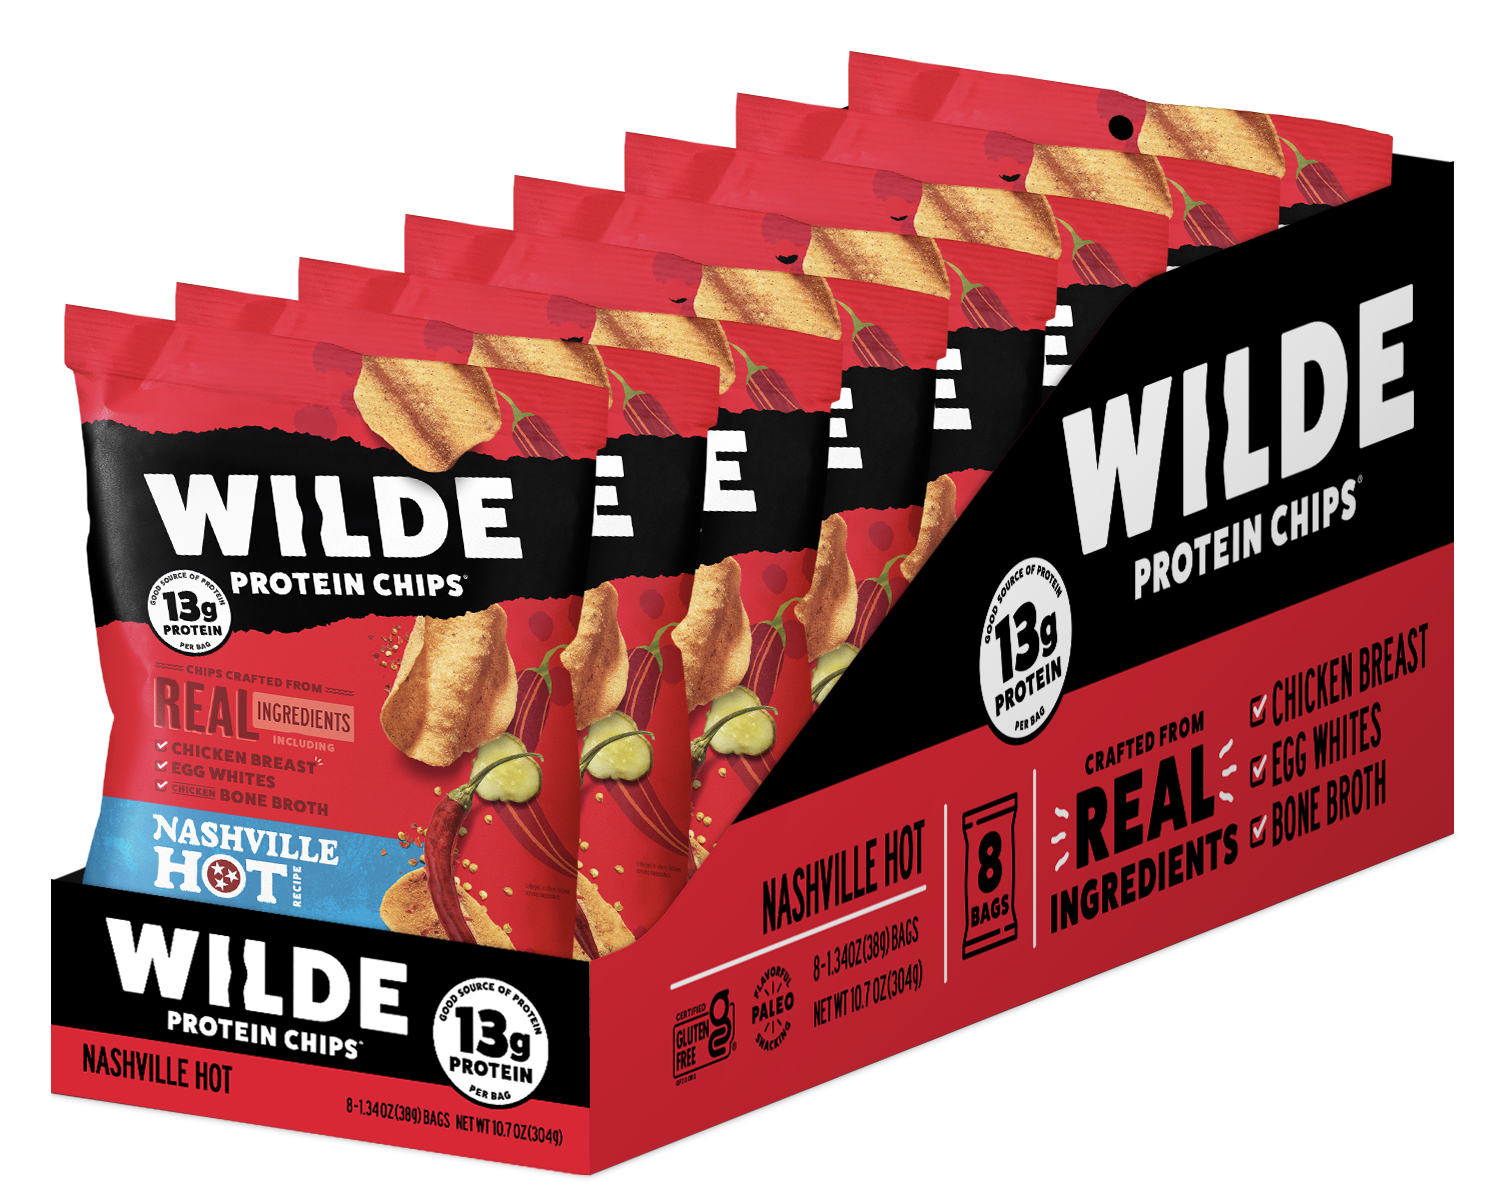 WILDE
PROTEIN CHIPS®
GOOD SOURCE OF PROTEIN
13g
PROTEIN
PER BAG
CHIPS CRAFTED FROM
REAL INGREDIENTS
INCLUDING
CHICKEN BREAST
EGG WHITES
CHICKEN BONE BROTH
NASHVILLE
HOT
RECIPE
E
E
E
E
E
WILDE
PROTEIN CHIPS
NASHVILLE HOT
GOOD SOURCE OF PROTEIN
13g
PROTEIN
PER BAG
8-1.34 OZ (38g) BAGS NET WT 10.7 OZ (304g)
WILDE
PROTEIN CHIPS®
GOOD SOURCE OF PROTEIN
13g
PROTEIN
PER BAG
NASHVILLE HOT
CERTIFIED
GLUTEN
FREE
GFCO.ORG
FLAVORFUL
PALEO
SNACKING
8-1.34OZ (38g) BAGS
NET WT 10.7 OZ (304g)
8
BAGS
CRAFTED FROM
REAL
INGREDIENTS
CHICKEN BREAST
EGG WHITES
BONE BROTH